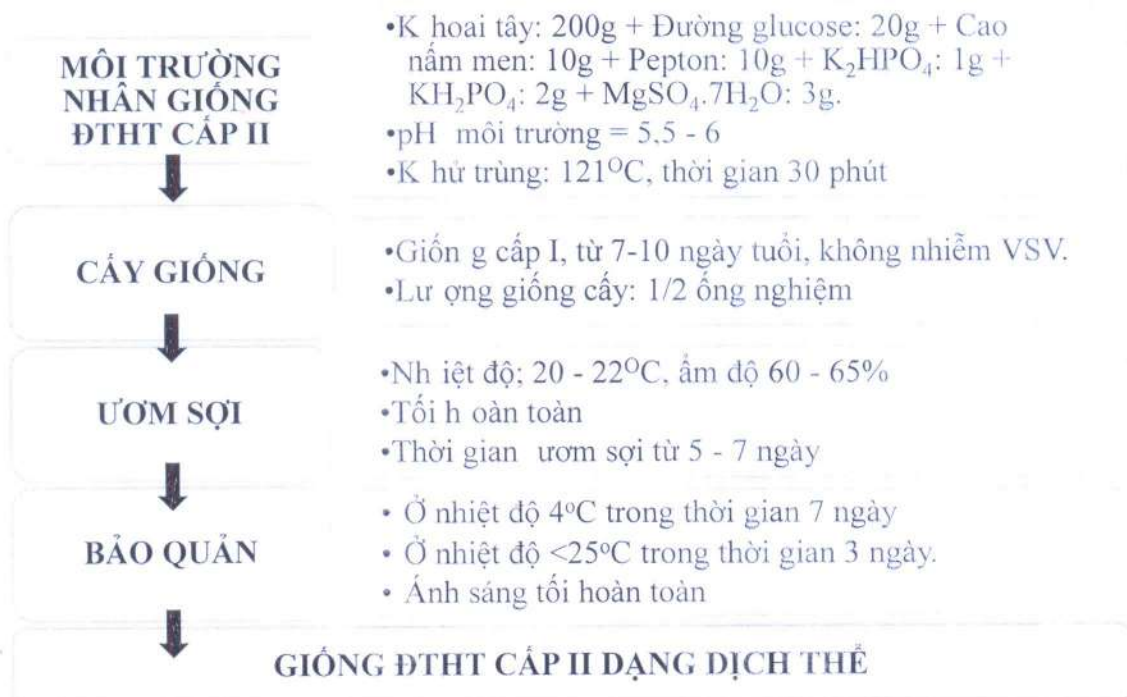 MÔI TRƯỜNG
NHÂN GIỐNG
ĐTHT CẤP II
•K hoai tây: 200g + Đường glucose: 20g + Cao
nấm men: 10g + Pepton: 10g + K₂HPO₄: 1g +
KH₂PO₄: 2g + MgSO₄.7H₂O: 3g.
•pH môi trường = 5,5 - 6
•K hử trùng: 121ᴼC, thời gian 30 phút
CẤY GIỐNG
•Giốn g cấp I, từ 7-10 ngày tuổi, không nhiễm VSV.
•Lư ợng giống cấy: 1/2 ống nghiệm
ƯƠM SỢI
•Nh iệt độ; 20 - 22ᴼC, ẩm độ 60 - 65%
•Tối h oàn toàn
•Thời gian ươm sợi từ 5 - 7 ngày
BẢO QUẢN
• Ở nhiệt độ 4ᵒC trong thời gian 7 ngày
• Ở nhiệt độ <25ᵒC trong thời gian 3 ngày.
• Ánh sáng tối hoàn toàn
GIỐNG ĐTHT CẤP II DẠNG DỊCH THỂ